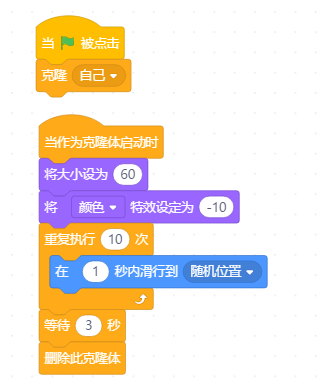 当 被点击
克隆 自己
当作为克隆体启动时
将大小设为 60
将 颜色 特效设定为 -10
重复执行 10 次
在 1 秒内滑行到 随机位置
等待 3 秒
删除此克隆体